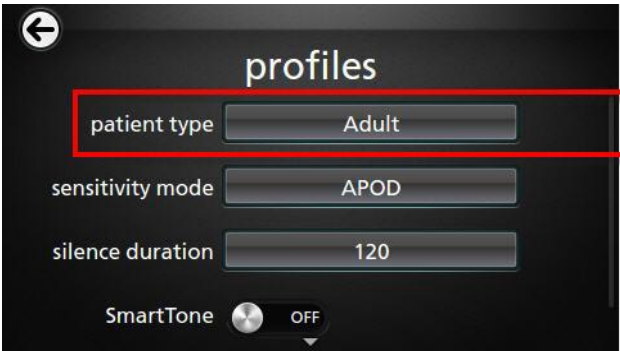 profiles
patient type Adult
sensitivity mode APOD
silence duration 120
SmartTone OFF